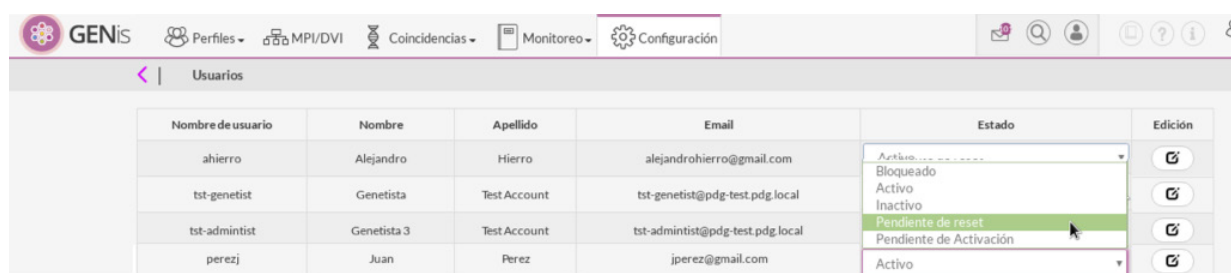 GENis Perfiles MPI/DVI Coincidencias Monitoreo Configuración
Usuarios
Nombre de usuario Nombre Apellido Email Estado Edición
ahierro Alejandro Hierro alejandrohierro@gmail.com
Bloqueado
tst-genetist Genetista Test Account tst-genetist@pdg-test.pdg.local Activo
Inactivo
Pendiente de reset
tst-admintist Genetista 3 Test Account tst-admintist@pdg-test.pdg.local
Pendiente de Activación
perezj Juan Perez jperez@gmail.com Activo